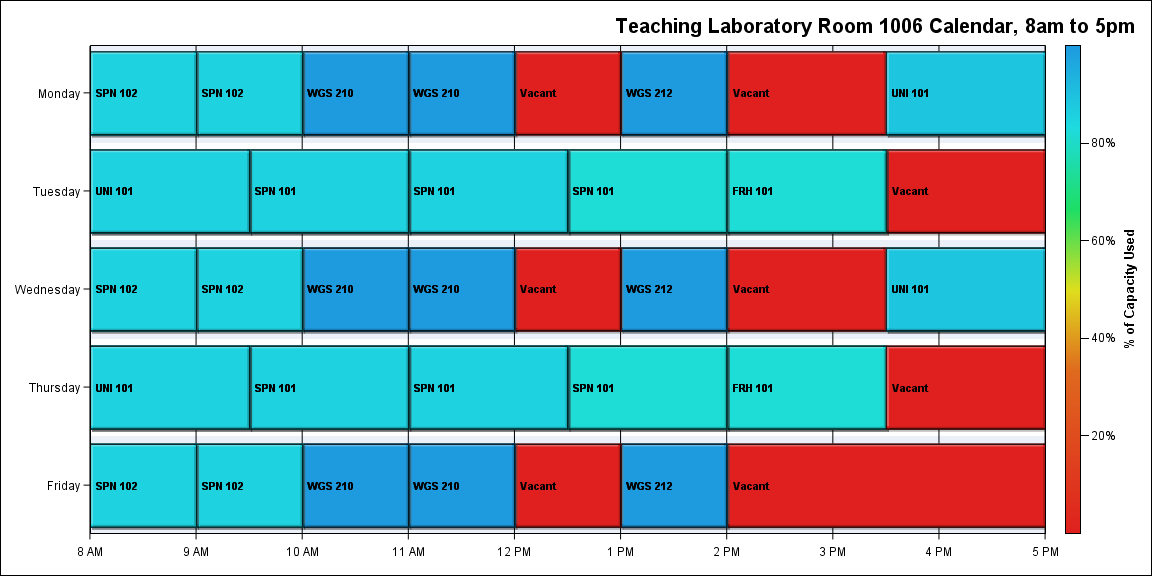 Teaching Laboratory Room 1006 Calendar, 8am to 5pm
Monday
SPN 102
SPN 102
WGS 210
WGS 210
Vacant
WGS 212
Vacant
UNI 101
Tuesday
UNI 101
SPN 101
SPN 101
SPN 101
FRH 101
Vacant
Wednesday
SPN 102
SPN 102
WGS 210
WGS 210
Vacant
WGS 212
Vacant
UNI 101
Thursday
UNI 101
SPN 101
SPN 101
SPN 101
FRH 101
Vacant
Friday
SPN 102
SPN 102
WGS 210
WGS 210
Vacant
WGS 212
Vacant
8 AM
9 AM
10 AM
11 AM
12 PM
1 PM
2 PM
3 PM
4 PM
5 PM
80%
60%
40%
20%
% of Capacity Used